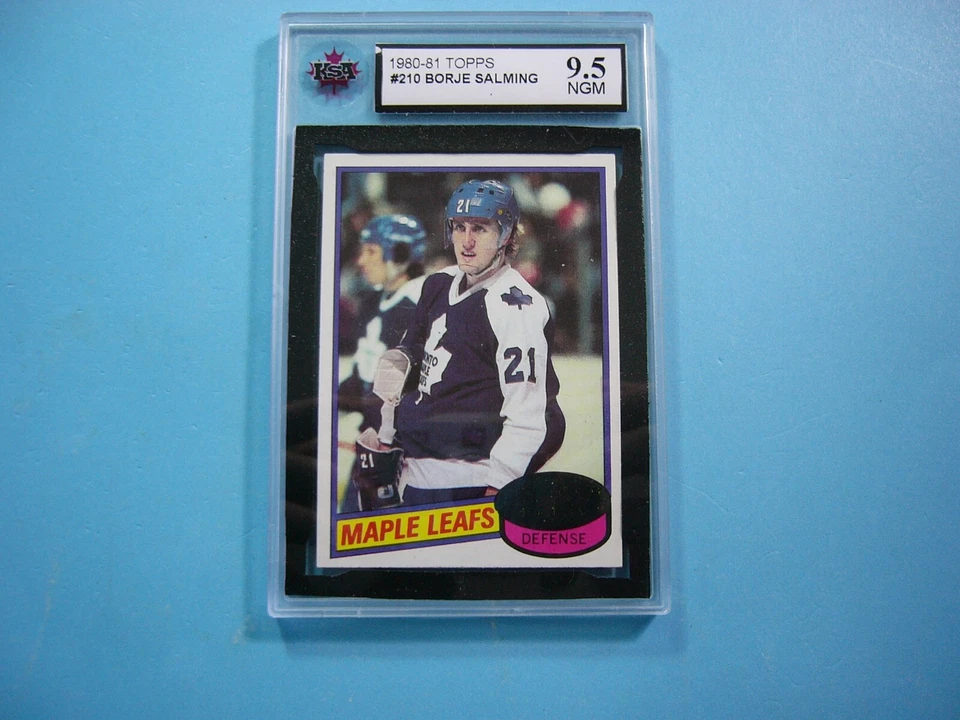 KSA
1980-81 TOPPS
#210 BORJE SALMING
9.5
NGM
21
21
21
MAPLE LEAFS
DEFENSE